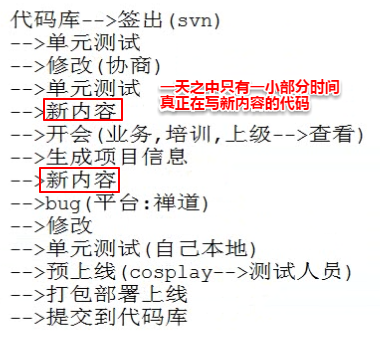 代码库-->签出(svn)
-->单元测试
-->修改(协商)
-->单元测试
一天之中只有一小部分时间
真正在写新内容的代码
-->新内容
-->开会(业务,培训,上级-->查看)
-->生成项目信息
-->新内容
-->bug(平台:禅道)
-->修改
-->单元测试(自己本地)
-->预上线(cosplay-->测试人员)
-->打包部署上线
-->提交到代码库